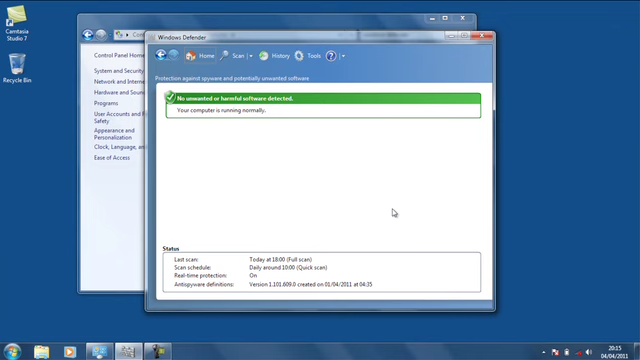 Camtasia
Studio 7
Recycle Bin
Control Panel Home
System and Security
Network and Interne
Hardware and Sound
Programs
User Accounts and Fa
Safety
Appearance and
Personalization
Clock, Language, an
Ease of Access
Windows Defender
Home
Scan
History
Tools
Protection against spyware and potentially unwanted software
No unwanted or harmful software detected.
Your computer is running normally.
Status
Last scan: Today at 18:00 (Full scan)
Scan schedule: Daily around 10:00 (Quick scan)
Real-time protection: On
Antispyware definitions: Version 1.101.609.0 created on 01/04/2011 at 04:35
20:15
04/04/2011